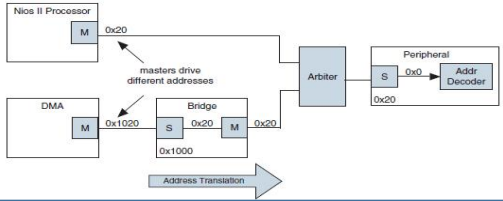 Nios II Processor
M
0x20
masters drive
different addresses
DMA
M
0x1020
Bridge
S
0x20
M
0x20
0x1000
Arbiter
Peripheral
S
0x0
Addr
Decoder
0x20
Address Translation